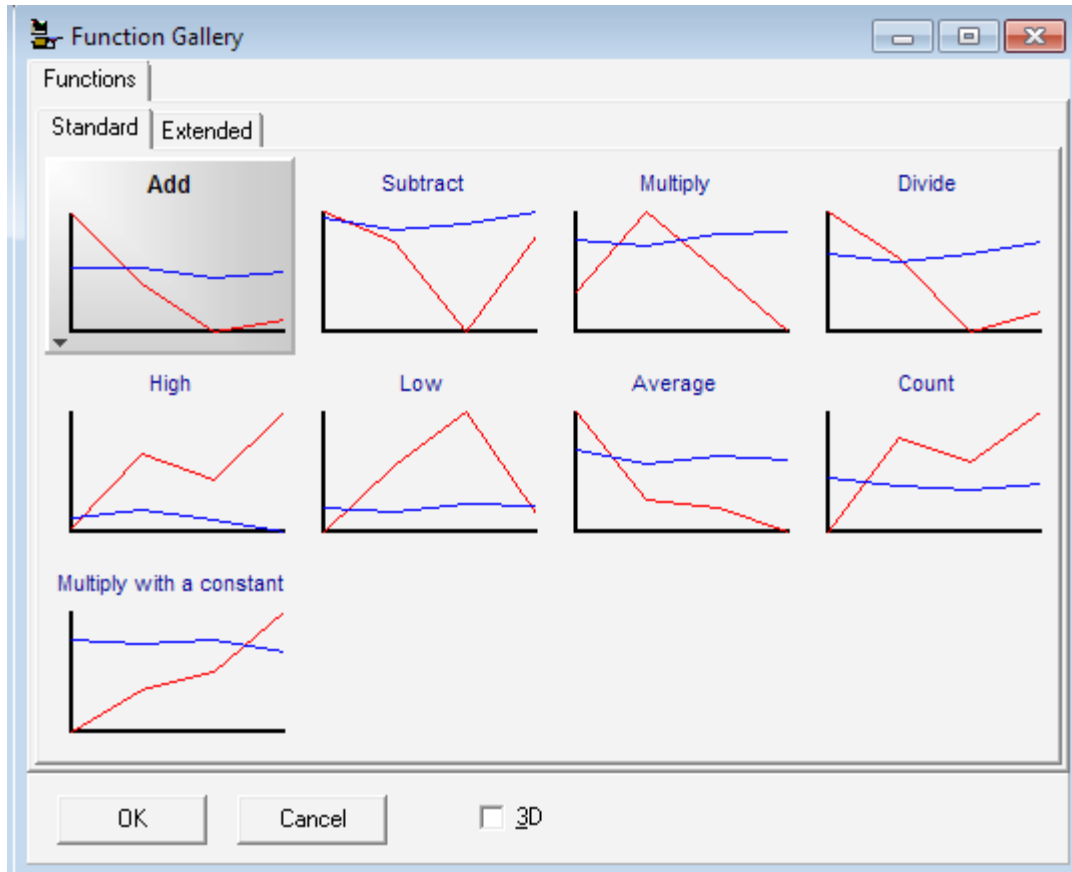 Function Gallery
Functions
Standard Extended
Add Subtract Multiply Divide
High Low Average Count
Multiply with a constant
OK Cancel 3D